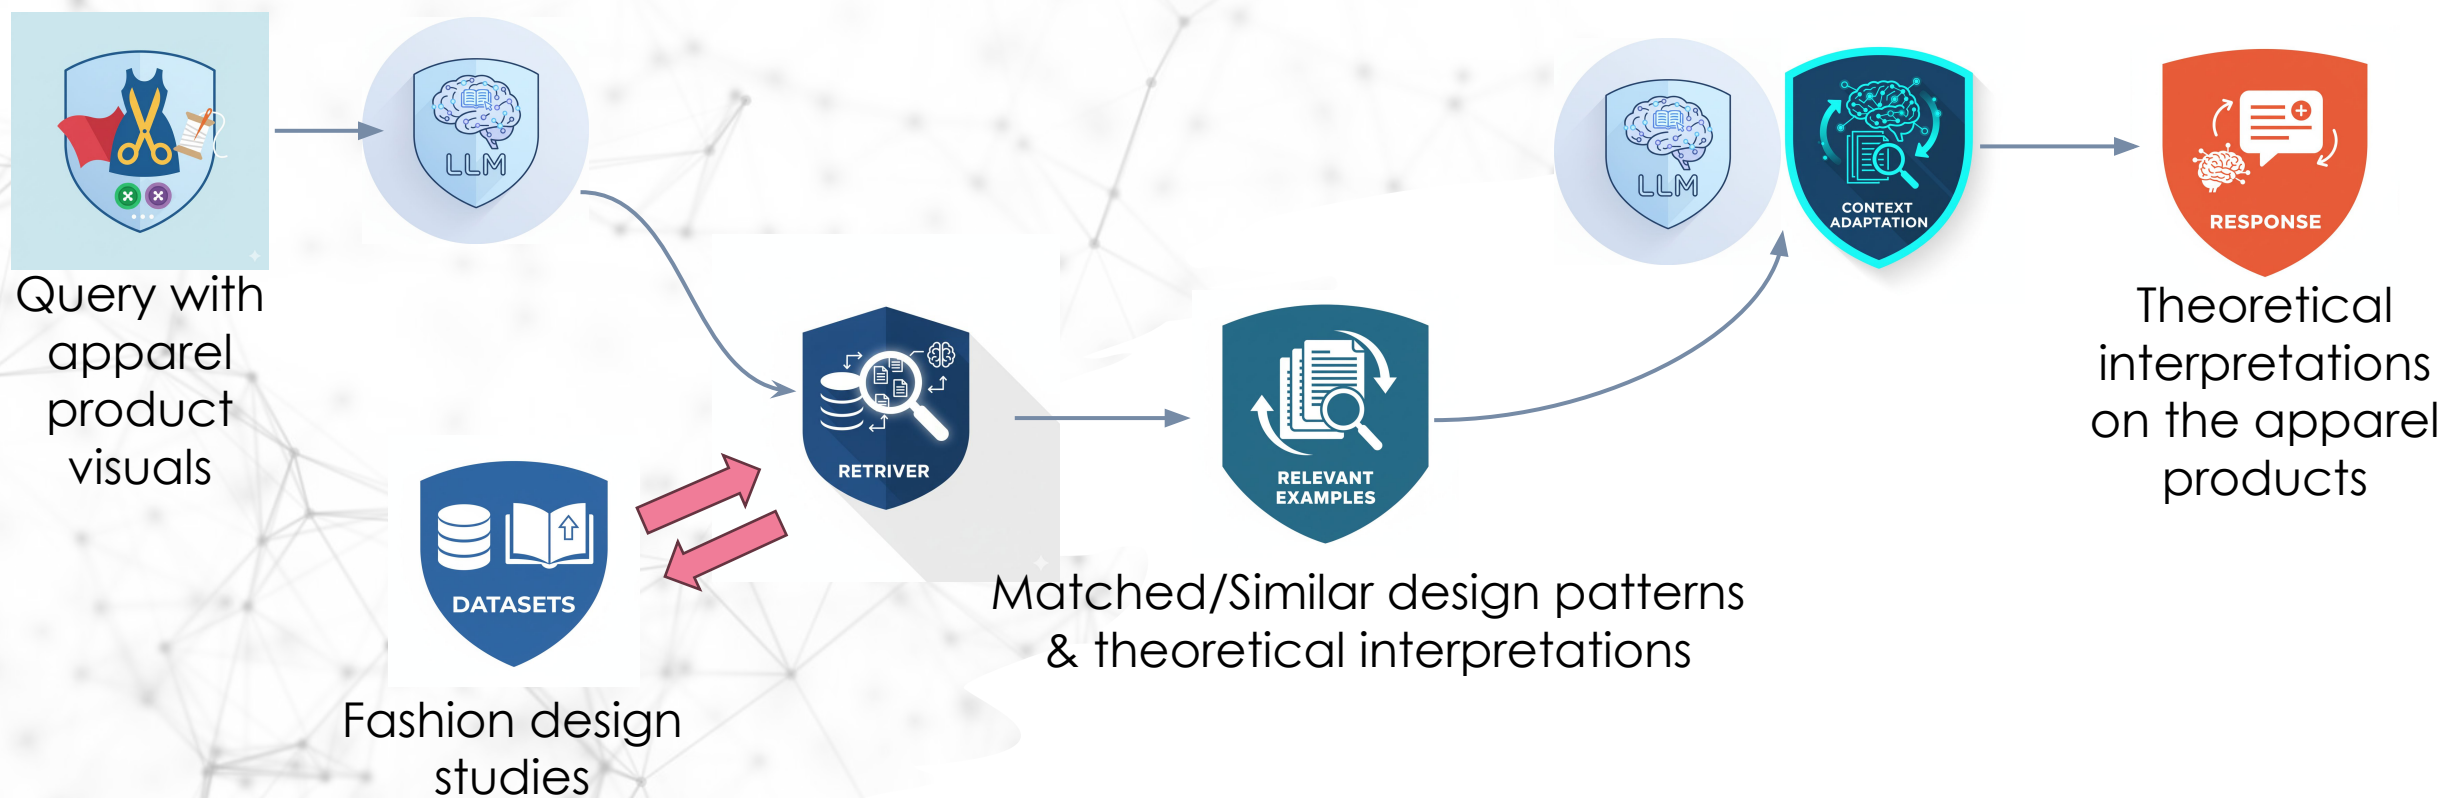 Query with
apparel
product
visuals
LLM
DATASETS
Fashion design
studies
RETRIVER
RELEVANT
EXAMPLES
Matched/Similar design patterns
& theoretical interpretations
LLM
CONTEXT
ADAPTATION
RESPONSE
Theoretical
interpretations
on the apparel
products